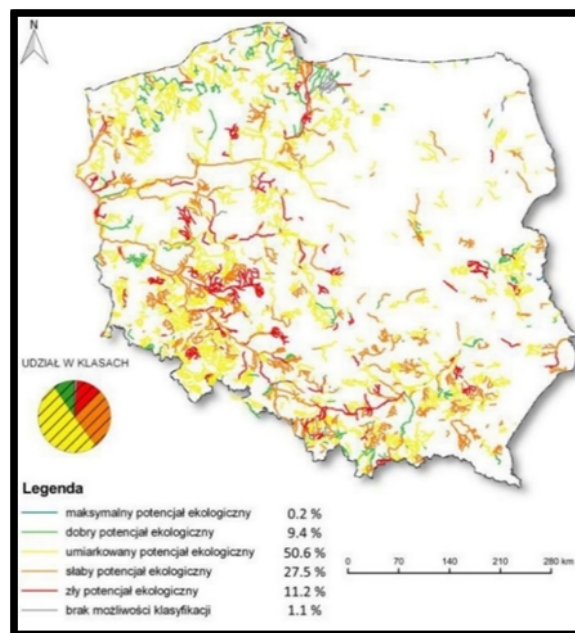 N
UDZIAŁ W KLASACH
Legenda
maksymalny potencjał ekologiczny 0.2 %
dobry potencjał ekologiczny 9.4 %
umiarkowany potencjał ekologiczny 50.6 %
słaby potencjał ekologiczny 27.5 %
zły potencjał ekologiczny 11.2 %
brak możliwości klasyfikacji 1.1 %
0 70 140 210 280 km